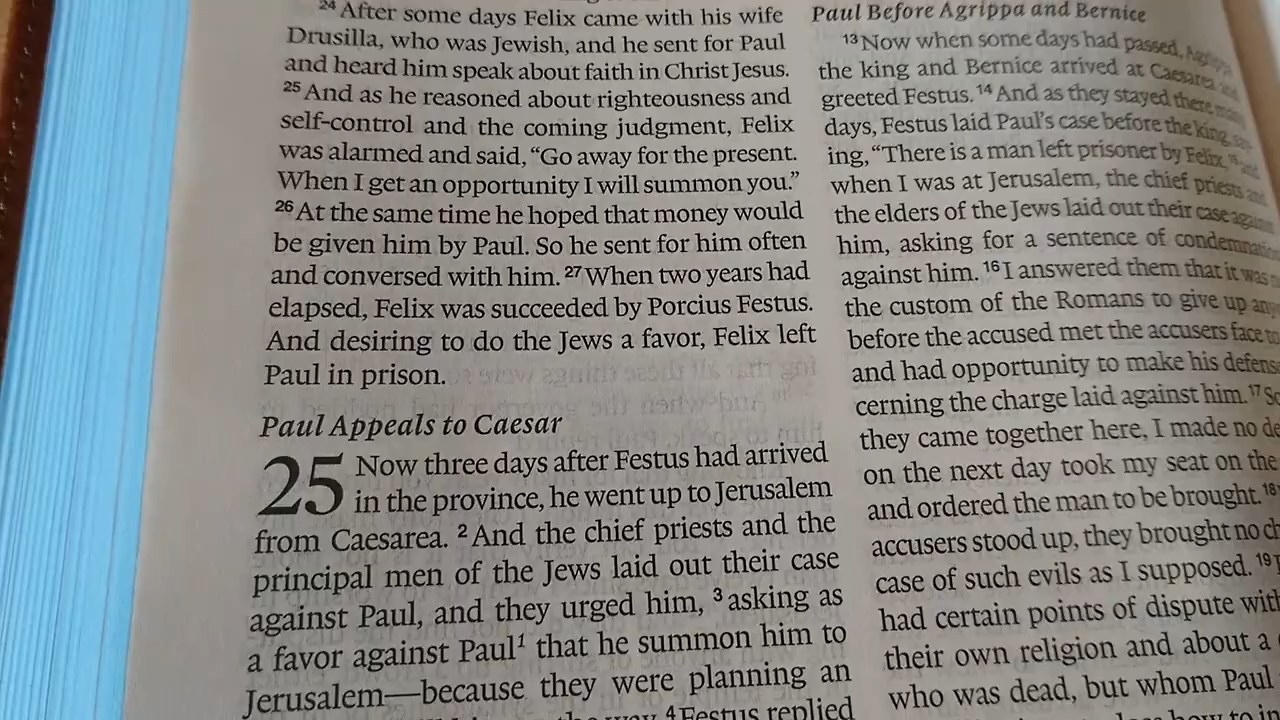 24 After some days Felix came with his wife
Drusilla, who was Jewish, and he sent for Paul
and heard him speak about faith in Christ Jesus.
25 And as he reasoned about righteousness and
self-control and the coming judgment, Felix
was alarmed and said, “Go away for the present.
When I get an opportunity I will summon you.”
26 At the same time he hoped that money would
be given him by Paul. So he sent for him often
and conversed with him. 27 When two years had
elapsed, Felix was succeeded by Porcius Festus.
And desiring to do the Jews a favor, Felix left
Paul in prison.
Paul Appeals to Caesar
25 Now three days after Festus had arrived
in the province, he went up to Jerusalem
from Caesarea. 2 And the chief priests and the
principal men of the Jews laid out their case
against Paul, and they urged him, 3 asking as
a favor against Paul1 that he summon him to
Jerusalem—because they were planning an
4 Festus replied
Paul Before Agrippa and Bernice
13 Now when some days had passed, Agrippa
the king and Bernice arrived at Caesarea and
greeted Festus. 14 And as they stayed there many
days, Festus laid Paul’s case before the king, say-
ing, “There is a man left prisoner by Felix, 15 and
when I was at Jerusalem, the chief priests and
the elders of the Jews laid out their case against
him, asking for a sentence of condemnation
against him. 16 I answered them that it was
the custom of the Romans to give up any
before the accused met the accusers face to
and had opportunity to make his defens
cerning the charge laid against him. 17 So
they came together here, I made no de
on the next day took my seat on the
and ordered the man to be brought. 18
accusers stood up, they brought no ch
case of such evils as I supposed. 19
had certain points of dispute with
their own religion and about a
who was dead, but whom Paul
how to in